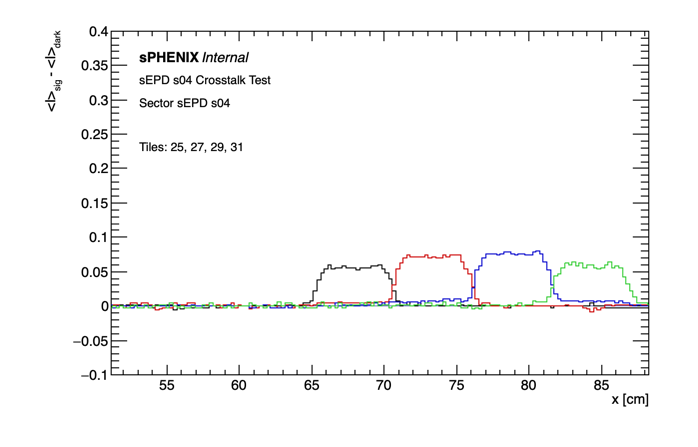 <I>sig - <I>dark
0.4
0.35
0.3
0.25
0.2
0.15
0.1
0.05
0
−0.05
−0.1
sPHENIX Internal
sEPD s04 Crosstalk Test
Sector sEPD s04
Tiles: 25, 27, 29, 31
55 60 65 70 75 80 85
x [cm]